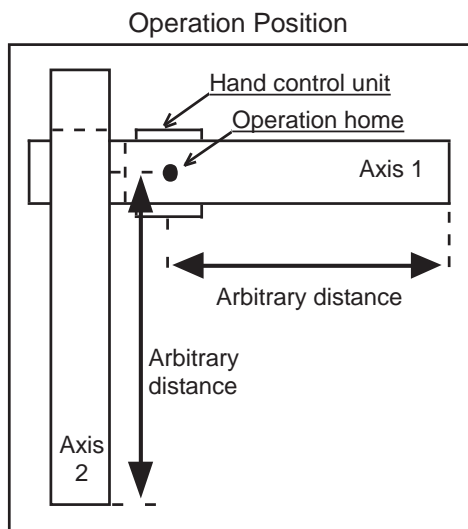 Operation Position
Hand control unit
Operation home
Axis 1
Arbitrary distance
Arbitrary
distance
Axis
2